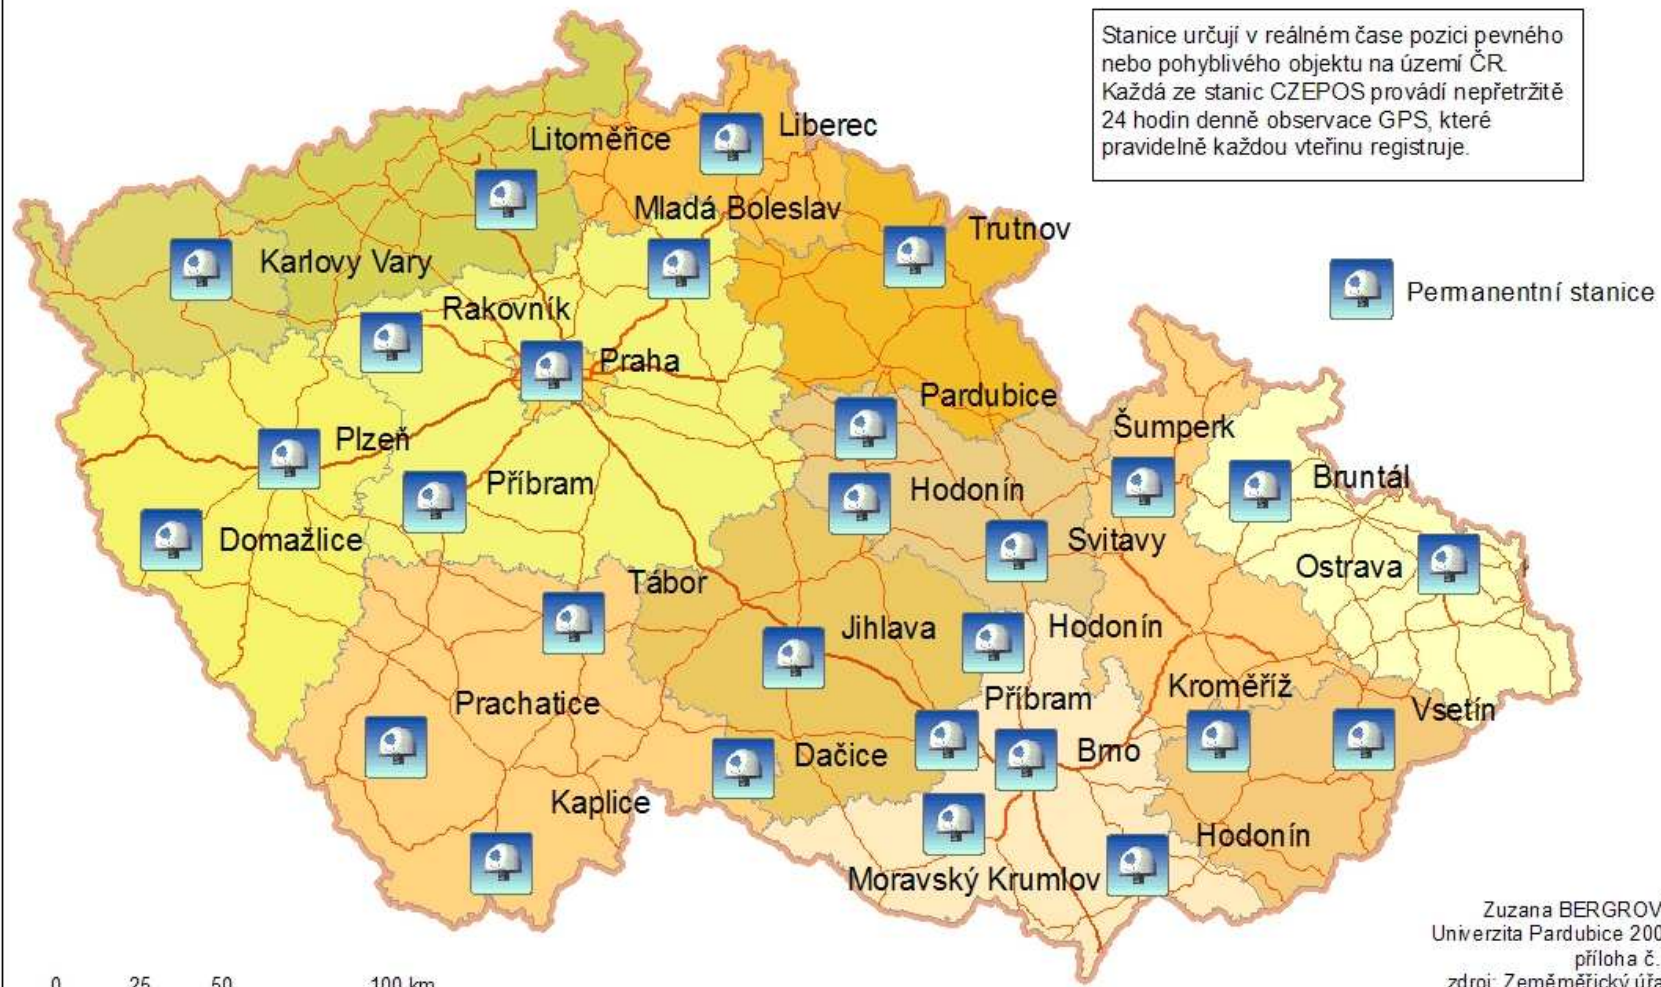 Stanice určují v reálném čase pozici pevného
nebo pohyblivého objektu na území ČR.
Každá ze stanic CZEPOS provádí nepřetržitě
24 hodin denně observace GPS, které
pravidelně každou vteřinu registruje.
Liberec
Litoměřice
Mladá Boleslav
Trutnov
Karlovy Vary
Permanentní stanice
Rakovník
Praha
Pardubice
Šumperk
Plzeň
Bruntál
Příbram
Hodonín
Domažlice
Svitavy
Ostrava
Tábor
Jihlava
Hodonín
Kroměříž
Příbram
Prachatice
Vsetín
Brno
Dačice
Kaplice
Hodonín
Moravský Krumlov
Zuzana BERGROV
Univerzita Pardubice 200
příloha č.
zdroj: Zeměměřický úřa
0 25 50 100 km